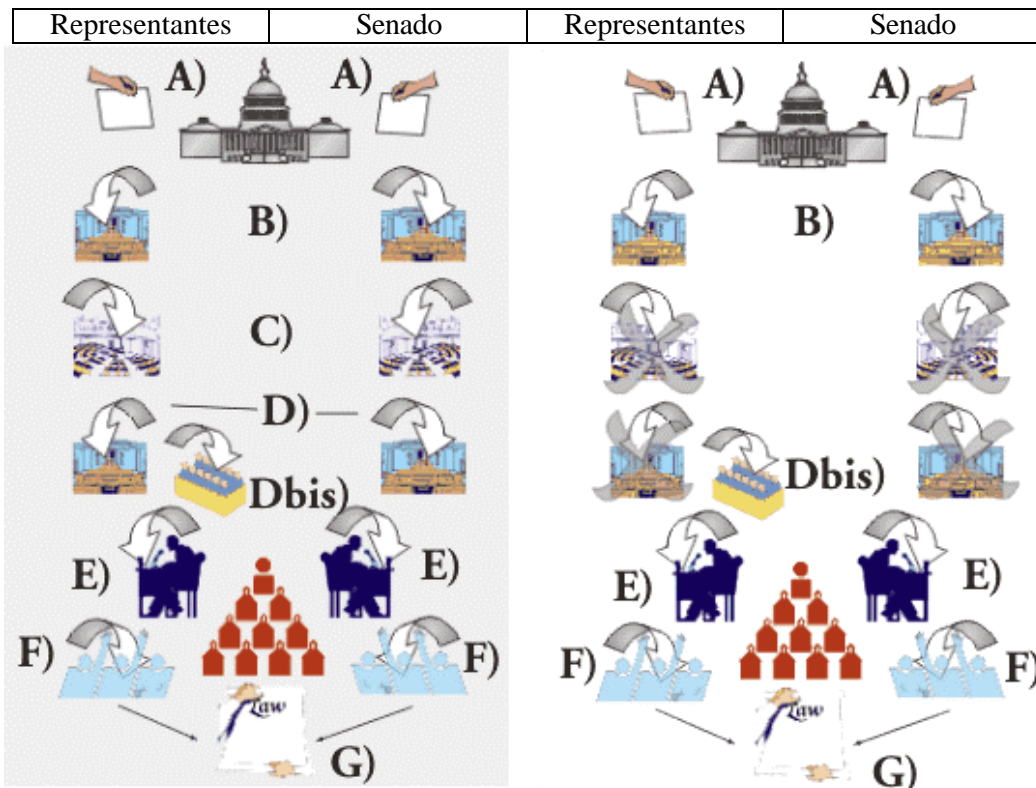 Representantes Senado Representantes Senado
A) A) A) A)
B) B)
C)
D)
Dbis) Dbis)
E) E) E) E)
F) F) F) F)
Law Law
G) G)